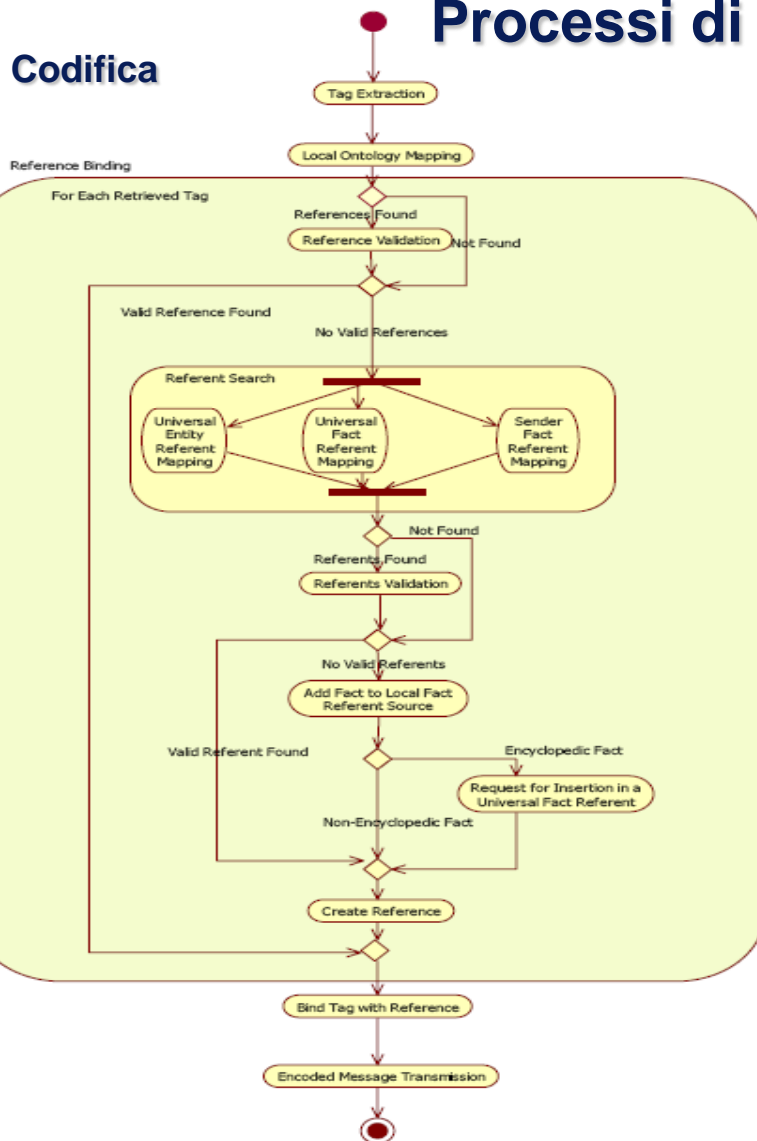 Processi di
Codifica
Tag Extraction
Local Ontology Mapping
Reference Binding
For Each Retrieved Tag
References Found
Reference Validation
Not Found
Valid Reference Found
No Valid References
Referent Search
Universal
Entity
Referent
Mapping
Universal
Fact
Referent
Mapping
Sender
Fact
Referent
Mapping
Not Found
Referents Found
Referents Validation
No Valid Referents
Add Fact to Local Fact
Referent Source
Valid Referent Found
Encyclopedic Fact
Request for Insertion in a
Universal Fact Referent
Non-Encyclopedic Fact
Create Reference
Bind Tag with Reference
Encoded Message Transmission